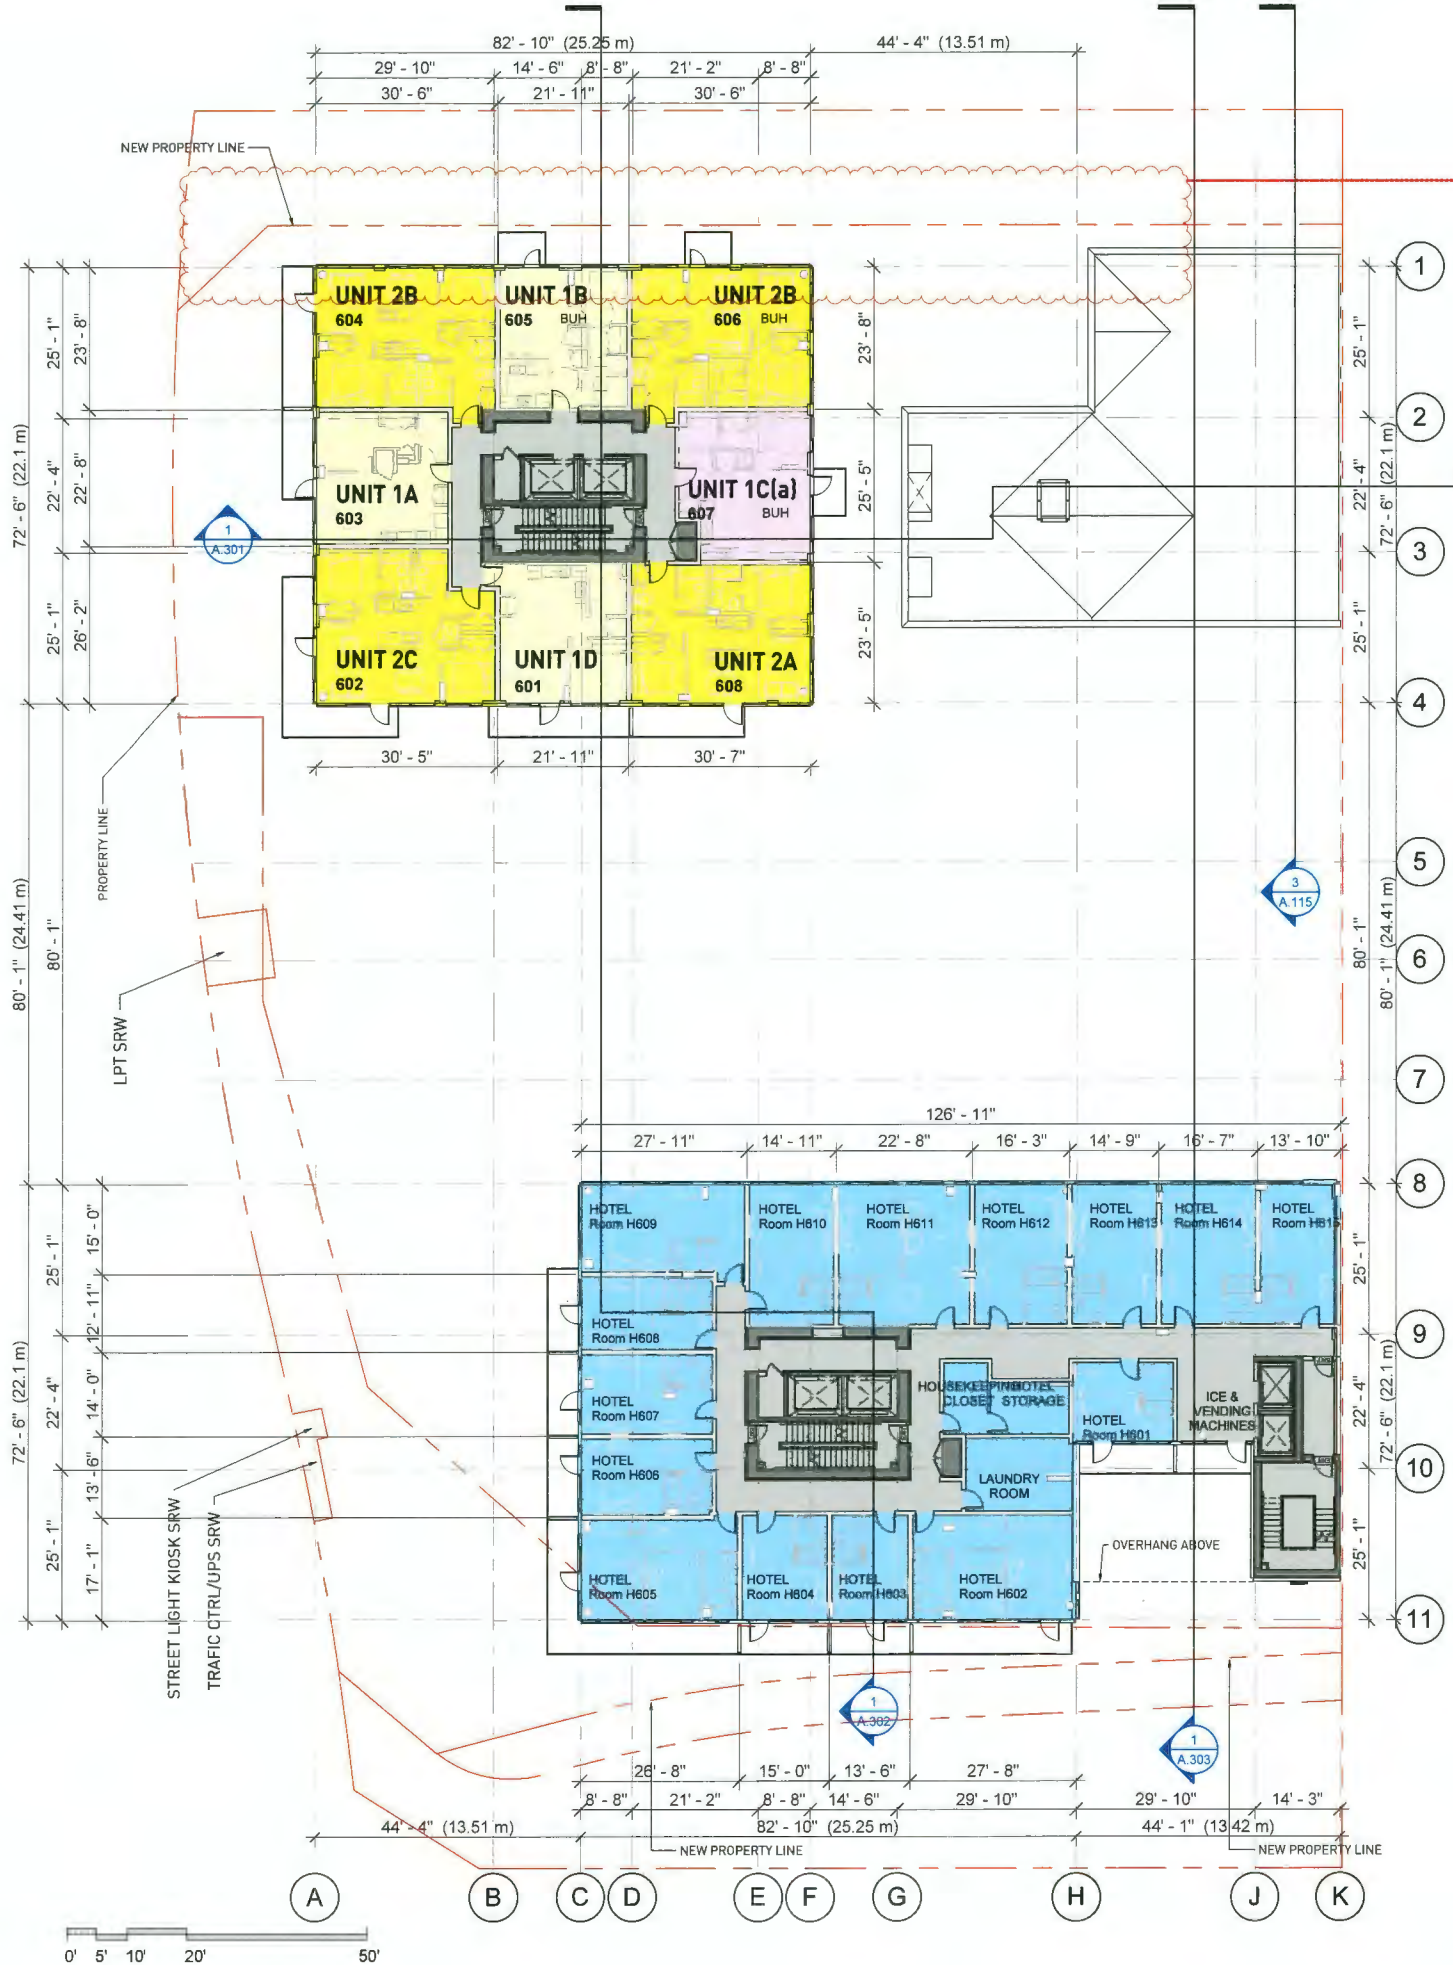 82' - 10" (25.25 m)
44' - 4" (13.51 m)
29' - 10"
14' - 6"
8' - 8"
21' - 2"
8' - 8"
30' - 6"
21' - 11"
30' - 6"
NEW PROPERTY LINE
UNIT 2B
604
UNIT 1B
605 BUH
UNIT 2B
606 BUH
UNIT 1A
603
UNIT 1C(a)
607
BUH
UNIT 2C
602
UNIT 1D
601
UNIT 2A
608
72' - 6" (22.1 m)
25' - 1"
22' - 4"
25' - 1"
23' - 8"
22' - 8"
26' - 2"
23' - 8"
25' - 5"
23' - 5"
25' - 1"
22' - 4"
25' - 1"
72' - 6" (22.1 m)
1
A.301
30' - 5"
21' - 11"
30' - 7"
1
2
3
4
5
6
7
8
9
10
11
PROPERTY LINE
LPT SRW
80' - 1" (24.41 m)
80' - 1"
80' - 1"
80' - 1" (24.41 m)
3
A.115
126' - 11"
27' - 11"
14' - 11"
22' - 8"
16' - 3"
14' - 9"
16' - 7"
13' - 10"
HOTEL
Room H609
HOTEL
Room H610
HOTEL
Room H611
HOTEL
Room H612
HOTEL
Room H613
HOTEL
Room H614
HOTEL
Room H615
HOTEL
Room H608
HOTEL
Room H607
HOTEL
Room H606
HOTEL
Room H605
HOTEL
Room H604
HOTEL
Room H603
HOTEL
Room H602
HOTEL
Room H601
HOUSEKEEPING
CLOSET
HOTEL
STORAGE
LAUNDRY
ROOM
ICE &
VENDING
MACHINES
OVERHANG ABOVE
72' - 6" (22.1 m)
25' - 1"
22' - 4"
25' - 1"
15' - 0"
12' - 11"
14' - 0"
13' - 6"
17' - 1"
25' - 1"
22' - 4"
25' - 1"
72' - 6" (22.1 m)
STREET LIGHT KIOSK SRW
TRAFIC CTRL/UPS SRW
1
A.302
1
A.303
26' - 8"
15' - 0"
13' - 6"
27' - 8"
8' - 8"
21' - 2"
8' - 8"
14' - 6"
29' - 10"
29' - 10"
14' - 3"
44' - 4" (13.51 m)
82' - 10" (25.25 m)
44' - 1" (13.42 m)
NEW PROPERTY LINE
NEW PROPERTY LINE
A
B
C
D
E
F
G
H
J
K
0' 5' 10' 20' 50'